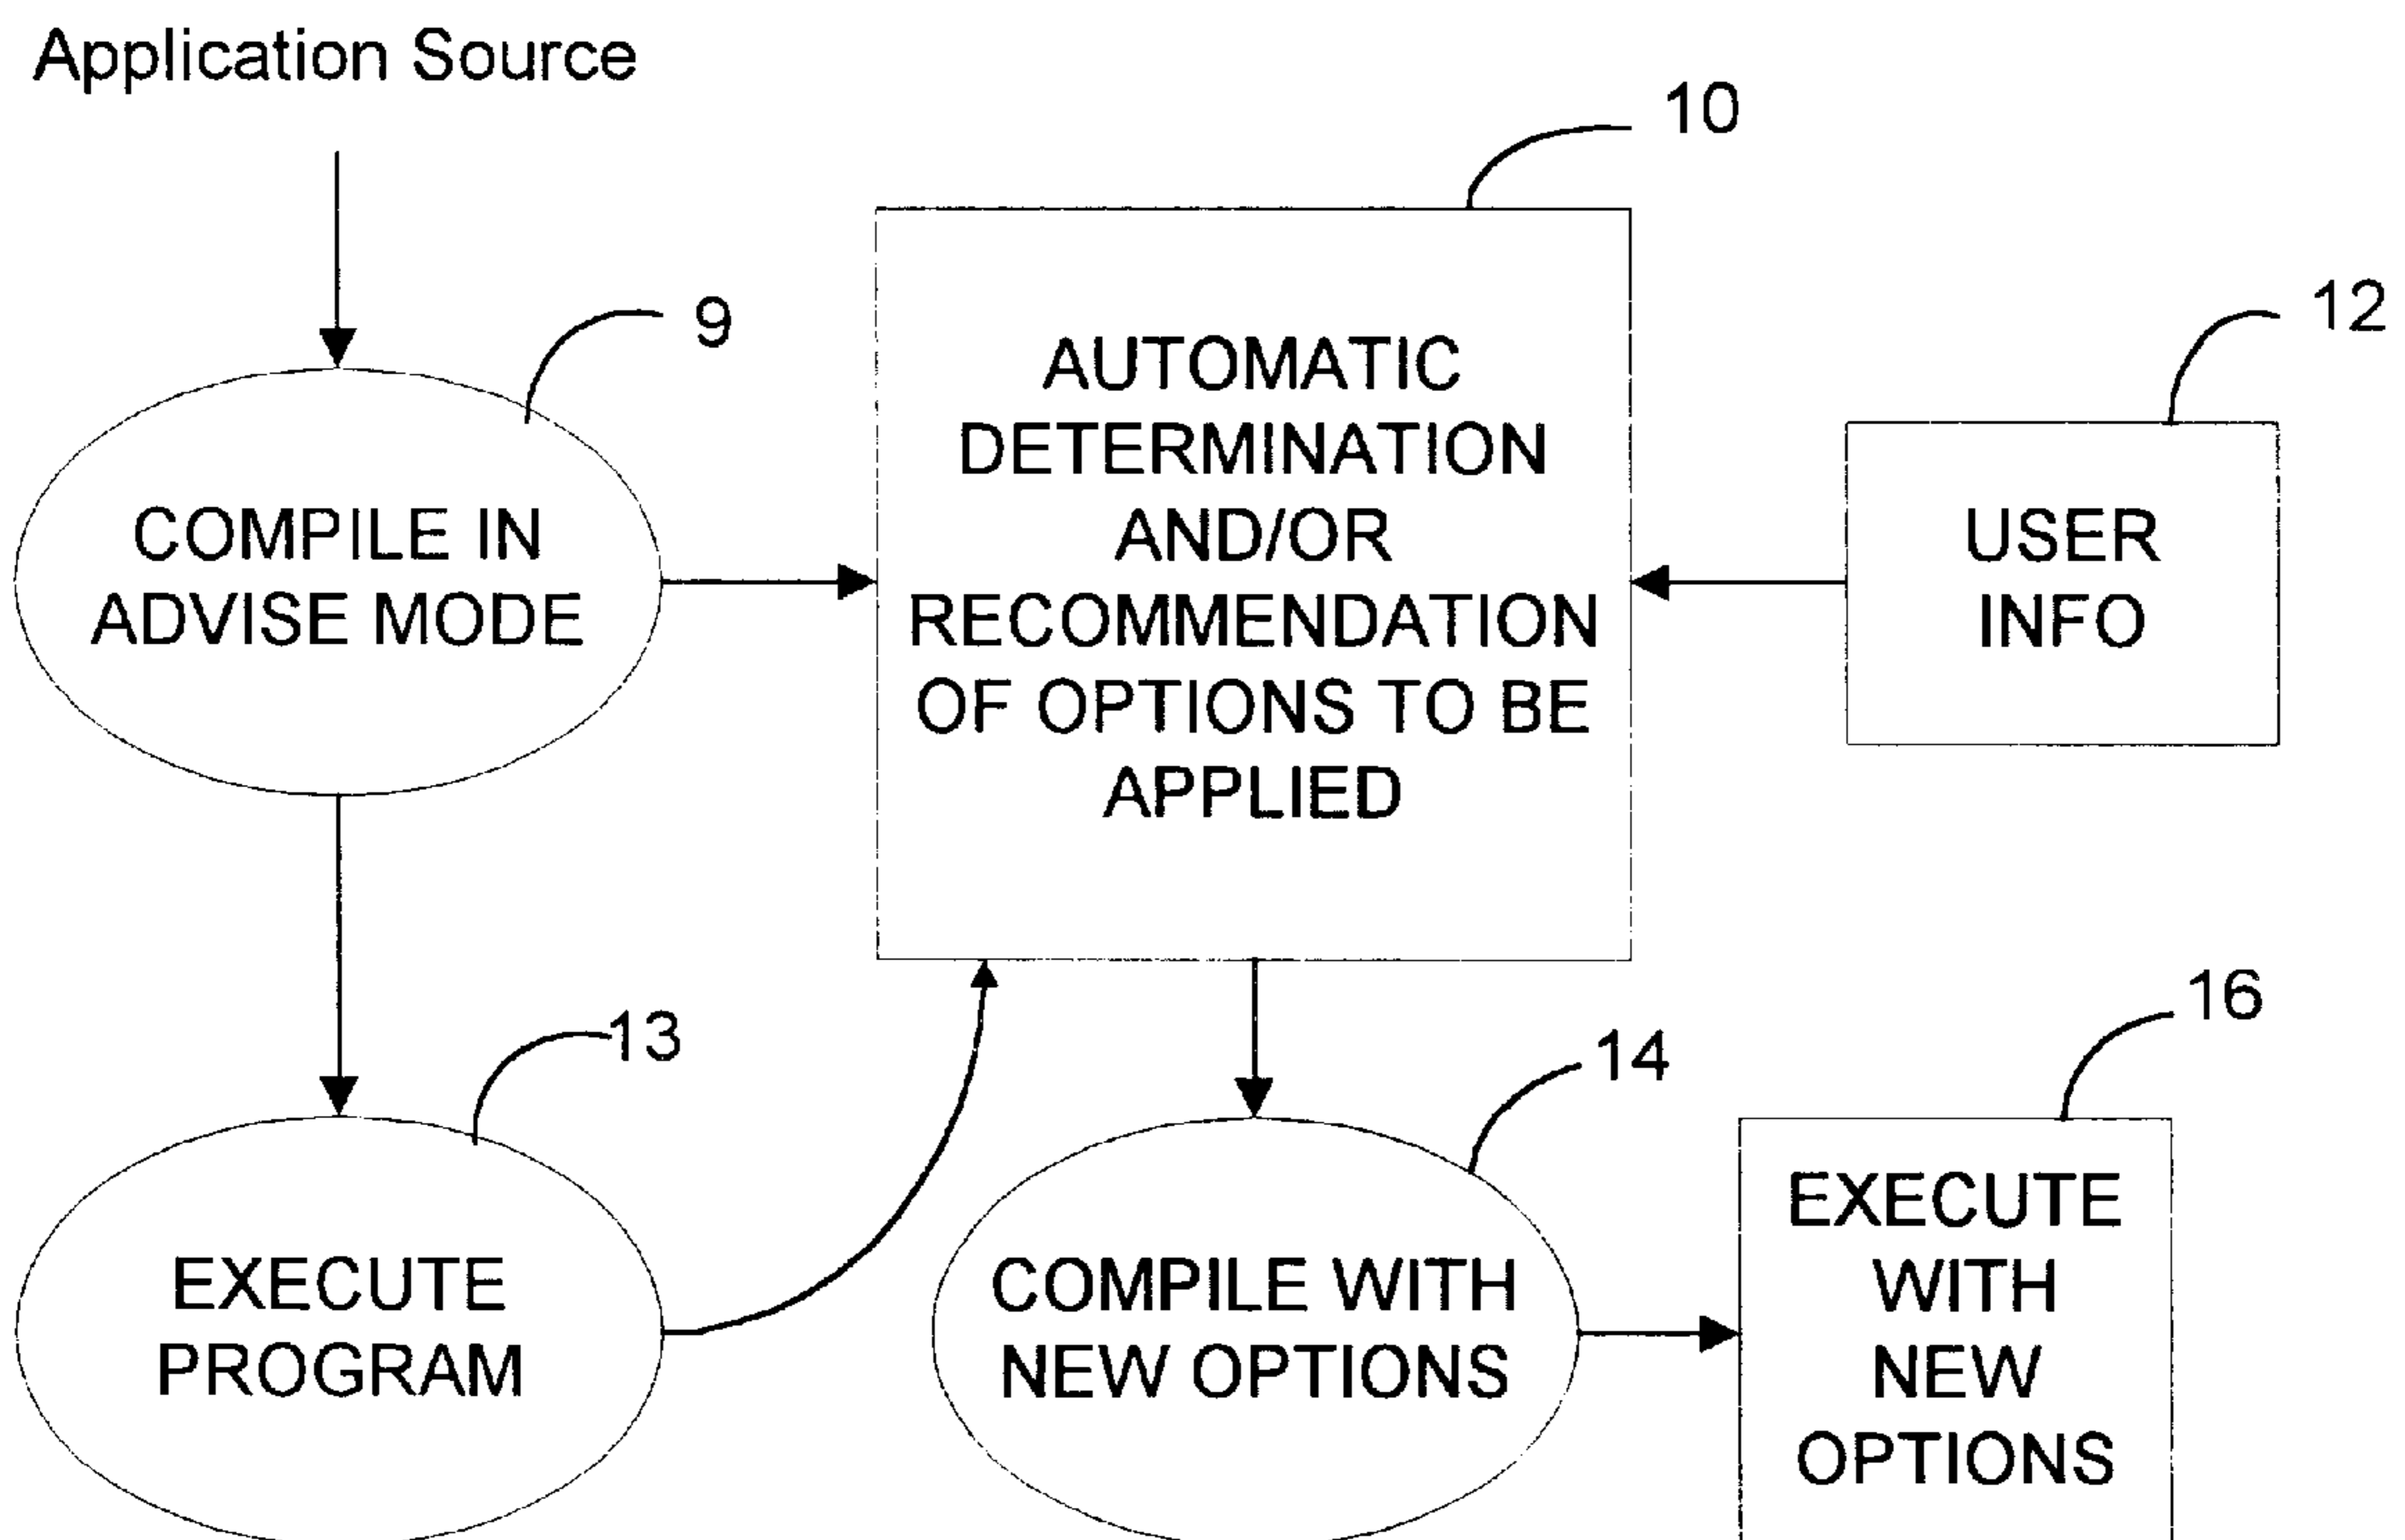 Application Source
10
12
9
AUTOMATIC
DETERMINATION
AND/OR
RECOMMENDATION
OF OPTIONS TO BE
APPLIED
COMPILE IN
ADVISE MODE
USER
INFO
13
14
16
EXECUTE
PROGRAM
COMPILE WITH
NEW OPTIONS
EXECUTE
WITH
NEW
OPTIONS